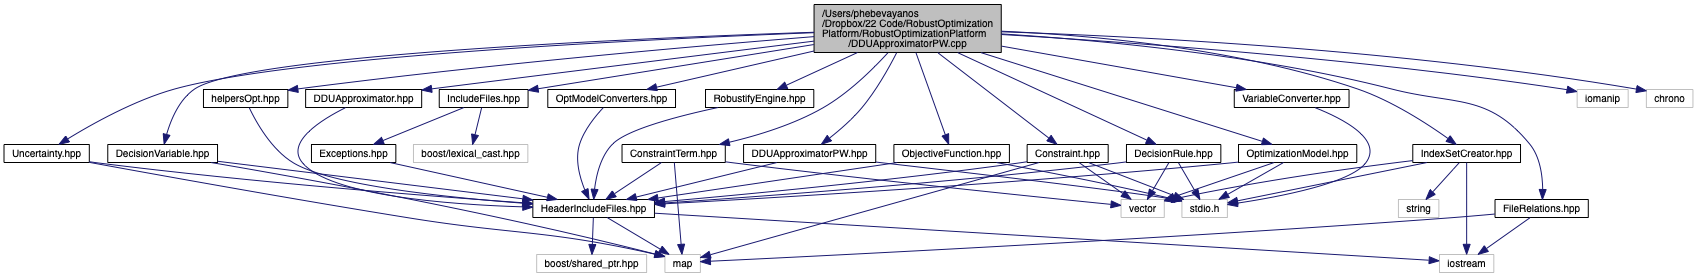 /Users/phebevayanos
/Dropbox/22 Code/RobustOptimization
Platform/RobustOptimizationPlatform
/DDUApproximatorPW.cpp
helpersOpt.hpp
DDUApproximator.hpp
IncludeFiles.hpp
OptModelConverters.hpp
RobustifyEngine.hpp
VariableConverter.hpp
iomanip
chrono
Uncertainty.hpp
DecisionVariable.hpp
Exceptions.hpp
boost/lexical_cast.hpp
ConstraintTerm.hpp
DDUApproximatorPW.hpp
ObjectiveFunction.hpp
Constraint.hpp
DecisionRule.hpp
OptimizationModel.hpp
IndexSetCreator.hpp
HeaderIncludeFiles.hpp
vector
stdio.h
string
FileRelations.hpp
boost/shared_ptr.hpp
map
iostream